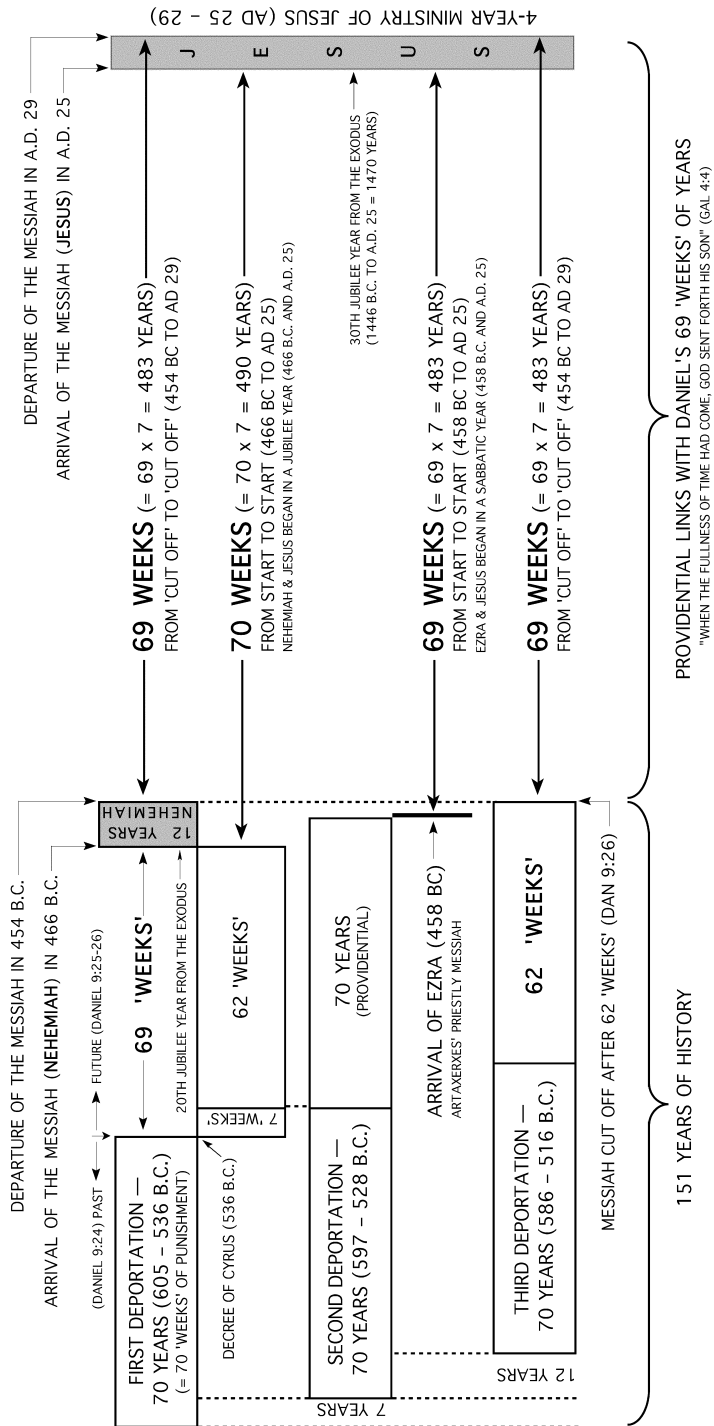 DEPARTURE OF THE MESSIAH IN 454 B.C.
DEPARTURE OF THE MESSIAH IN A.D. 29
ARRIVAL OF THE MESSIAH (NEHEMIAH) IN 466 B.C.
ARRIVAL OF THE MESSIAH (JESUS) IN A.D. 25
(DANIEL 9:24) PAST
FUTURE (DANIEL 9:25-26)
FIRST DEPORTATION —
70 YEARS (605 – 536 B.C.)
(= 70 'WEEKS' OF PUNISHMENT)
69 'WEEKS'
20TH JUBILEE YEAR FROM THE EXODUS
12 YEARS
NEHEMIAH
69 WEEKS (= 69 x 7 = 483 YEARS)
FROM 'CUT OFF' TO 'CUT OFF' (454 BC TO AD 29)
DECREE OF CYRUS (536 B.C.)
7 'WEEKS'
62 'WEEKS'
70 WEEKS (= 70 x 7 = 490 YEARS)
FROM START TO START (466 BC TO AD 25)
NEHEMIAH & JESUS BEGAN IN A JUBILEE YEAR (466 B.C. AND A.D. 25)
SECOND DEPORTATION —
70 YEARS (597 – 528 B.C.)
7 YEARS
70 YEARS
(PROVIDENTIAL)
30TH JUBILEE YEAR FROM THE EXODUS
(1446 B.C. TO A.D. 25 = 1470 YEARS)
ARRIVAL OF EZRA (458 BC)
ARTAXERXES' PRIESTLY MESSIAH
69 WEEKS (= 69 x 7 = 483 YEARS)
FROM START TO START (458 BC TO AD 25)
EZRA & JESUS BEGAN IN A SABBATIC YEAR (458 B.C. AND A.D. 25)
THIRD DEPORTATION —
70 YEARS (586 – 516 B.C.)
12 YEARS
62 'WEEKS'
69 WEEKS (= 69 x 7 = 483 YEARS)
FROM 'CUT OFF' TO 'CUT OFF' (454 BC TO AD 29)
JESUS
4-YEAR MINISTRY OF JESUS (AD 25 – 29)
MESSIAH CUT OFF AFTER 62 'WEEKS' (DAN 9:26)
151 YEARS OF HISTORY
PROVIDENTIAL LINKS WITH DANIEL'S 69 'WEEKS' OF YEARS
"WHEN THE FULLNESS OF TIME HAD COME, GOD SENT FORTH HIS SON" (GAL 4:4)